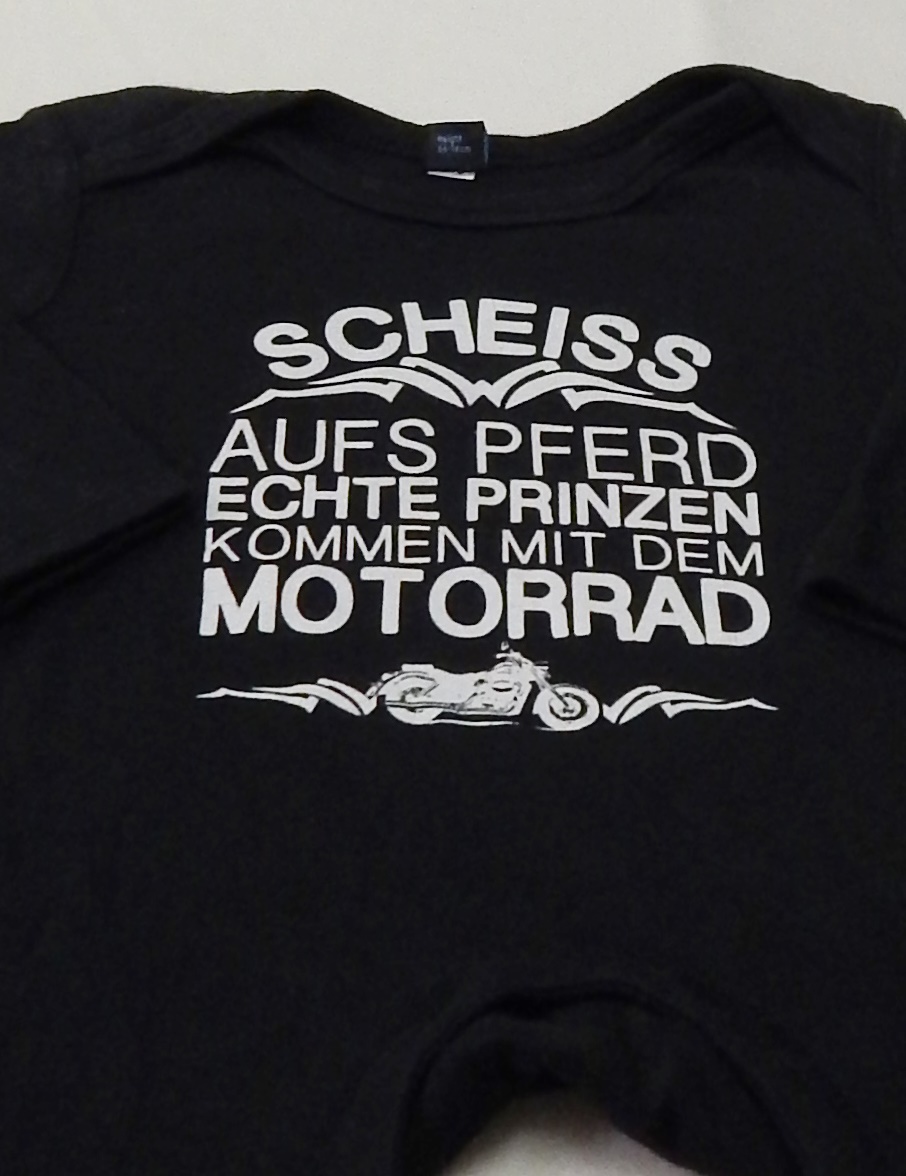 SCHEISS
AUFS PFERD
ECHTE PRINZEN
KOMMEN MIT DEM
MOTORRAD